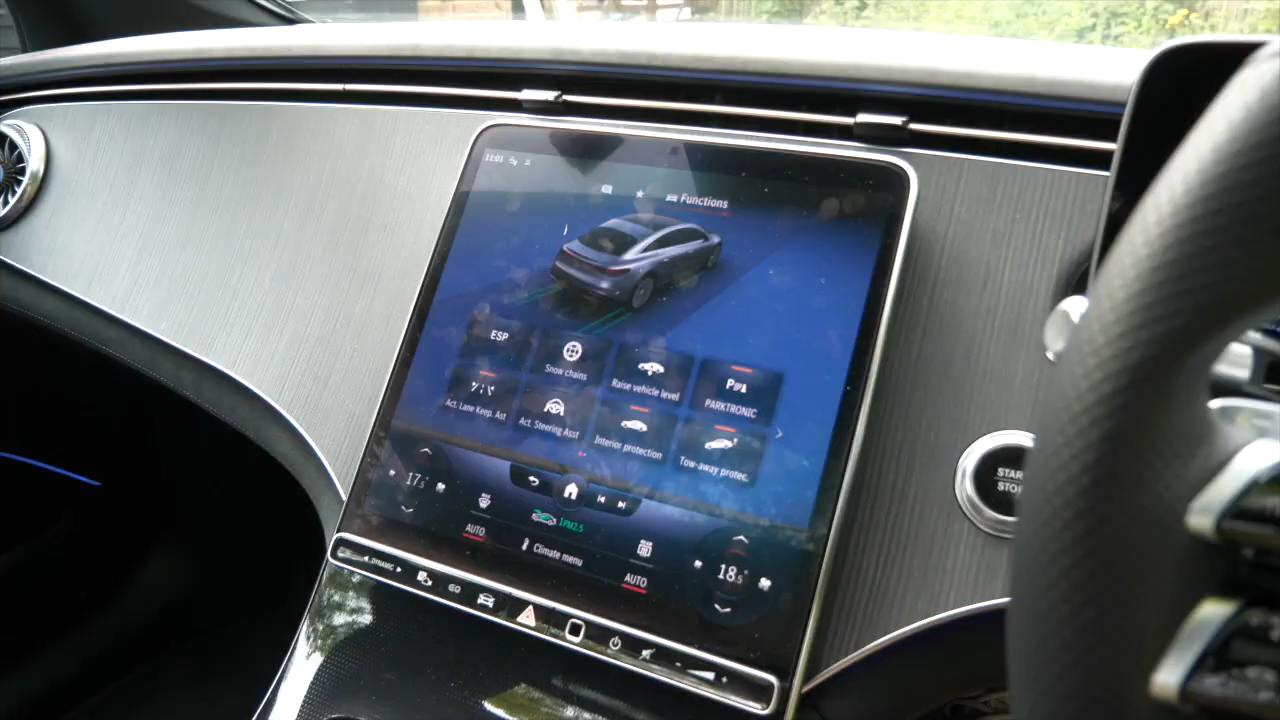 11:01
Functions
ESP
Snow chains
Raise vehicle level
PARKTRONIC
Act. Lane Keep. Ast
Act. Steering Asst
Interior protection
Tow-away protec.
17.5°
PM2.5
Climate menu
AUTO
AUTO
18.5°
DYNAMIC
START
STOP